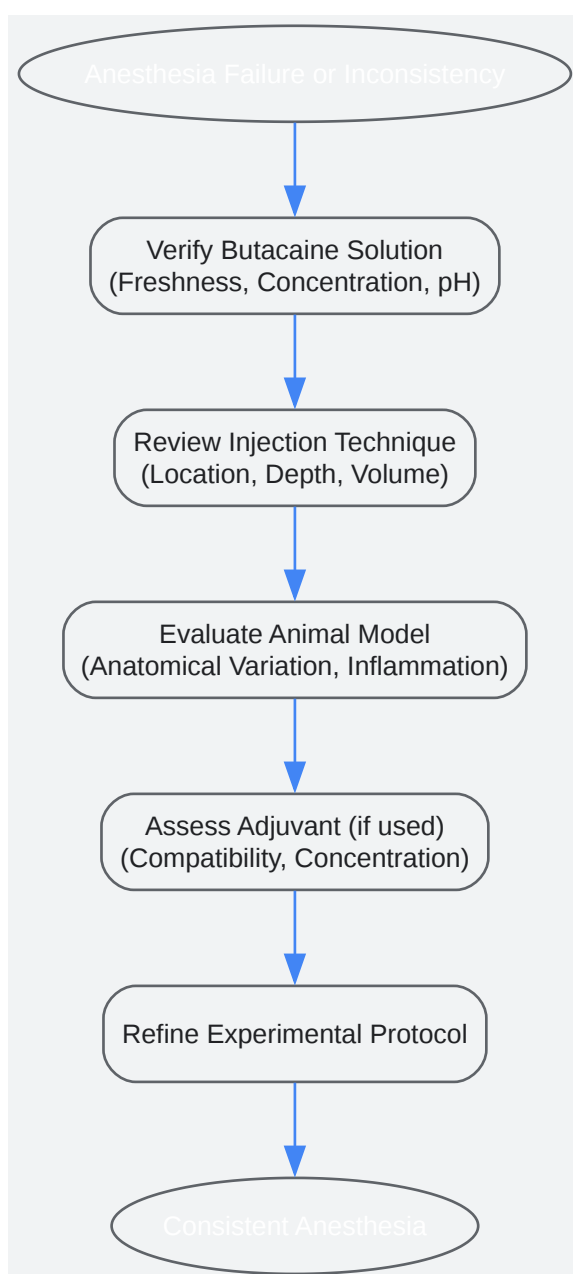 Anesthesia Failure or Inconsistency
Verify Butacaine Solution
(Freshness, Concentration, pH)
Review Injection Technique
(Location, Depth, Volume)
Evaluate Animal Model
(Anatomical Variation, Inflammation)
Assess Adjuvant (if used)
(Compatibility, Concentration)
Refine Experimental Protocol
Consistent Anesthesia